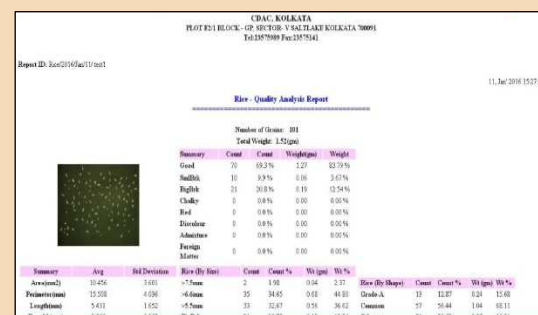 CDAC, KOLKATA
PLOT E2/1 BLOCK - GP, SECTOR- V SALTLAKE KOLKATA 700091
Tel:23575989 Fax:23575141
Report ID: Rice/2016/Jan/11/ test1
11, Jan' 2016 15:27
Rice - Quality Analysis Report
Number of Grains: 101
Total Weight: 1.52(gm)
Summary Count Count Weight(gm) Weight
Good 70 69.3 % 1.27 83.79 %
SmlBrk 10 9.9 % 0.06 3.67 %
BigBrk 21 20.8 % 0.19 12.54 %
Chalky 0 0.0 % 0.00 0.00 %
Red 0 0.0 % 0.00 0.00 %
Discolour 0 0.0 % 0.00 0.00 %
Admixture 0 0.0 % 0.00 0.00 %
Foreign Matter 0 0.0 % 0.00 0.00 %
Summary Avg Std Deviation Rice (By Size) Count Count % Wt (gm) Wt % Rice (By Shape) Count Count % Wt (gm) Wt %
Area(mm2) 10.456 3.601 >7.5mm 2 1.98 0.04 2.37 Grade-A 13 12.87 0.24 15.68
Perimeter(mm) 15.508 4.036 >6.6mm 35 34.65 0.68 44.88 Common 57 56.44 1.04 68.11
Length(mm) 5.431 1.652 >5.5mm 33 32.67 0.56 36.62